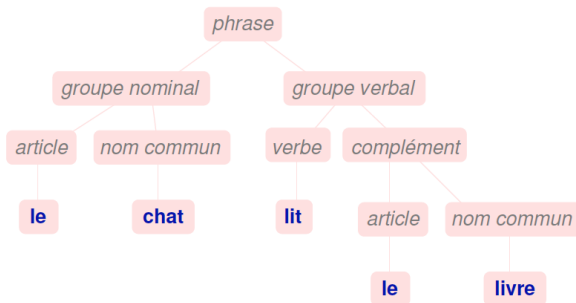 phrase
groupe nominal groupe verbal
article nom commun verbe complément
le chat lit article nom commun
le livre